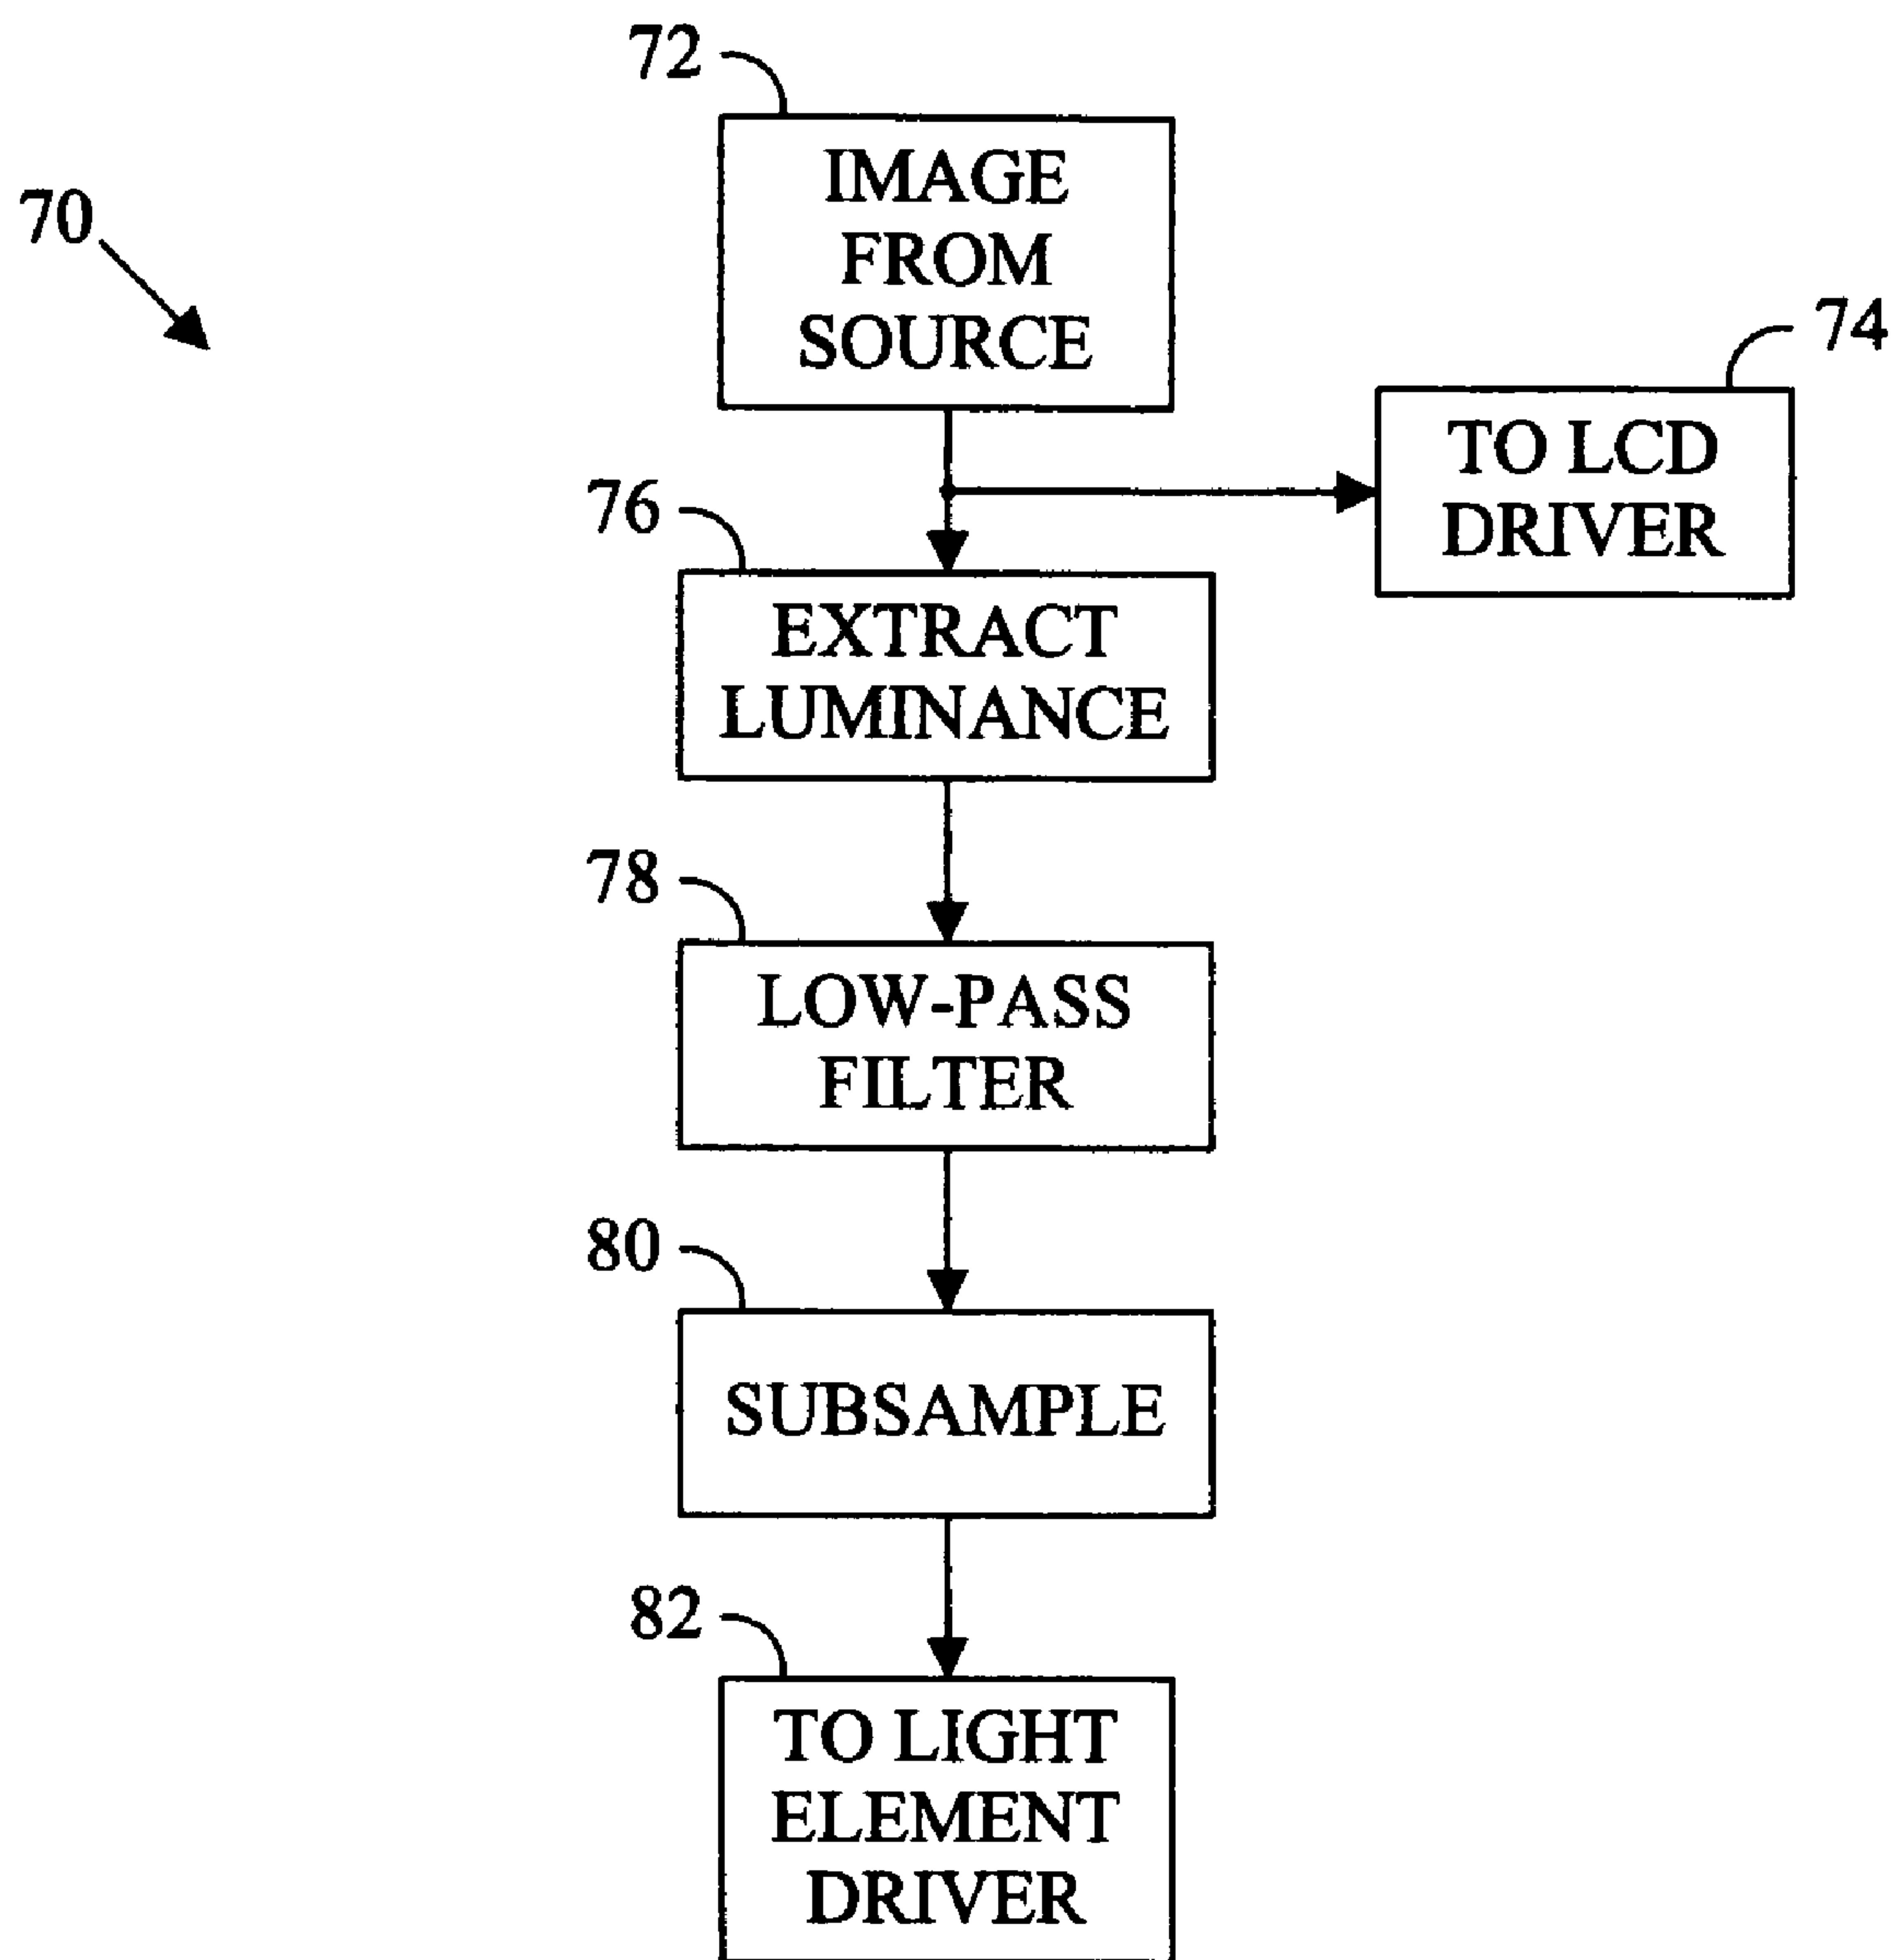 72
IMAGE
FROM
SOURCE
70
74
TO LCD
DRIVER
76
EXTRACT
LUMINANCE
78
LOW-PASS
FILTER
80
SUBSAMPLE
82
TO LIGHT
ELEMENT
DRIVER